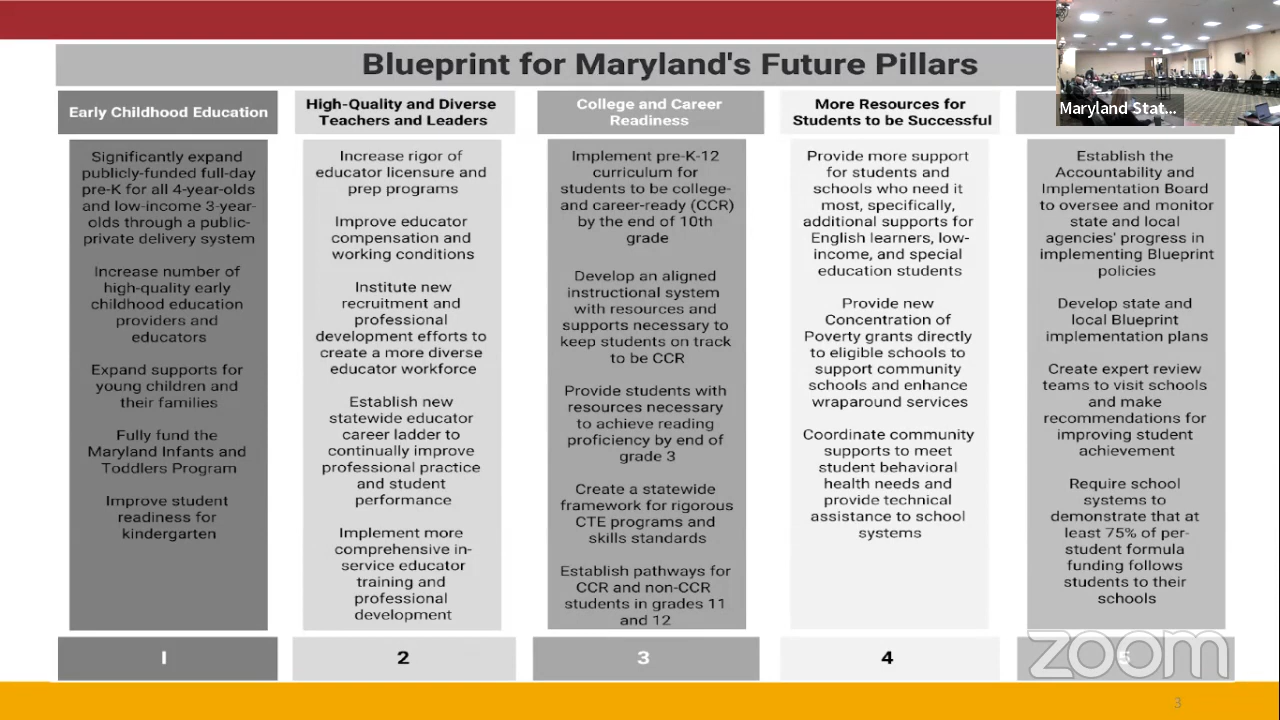 Blueprint for Maryland's Future Pillars
Maryland Stat...
Early Childhood Education
Significantly expand
publicly-funded full-day
pre-K for all 4-year-olds
and low-income 3-year-
olds through a public-
private delivery system
Increase number of
high-quality early
childhood education
providers and
educators
Expand supports for
young children and
their families
Fully fund the
Maryland Infants and
Toddlers Program
Improve student
readiness for
kindergarten
1
High-Quality and Diverse
Teachers and Leaders
Increase rigor of
educator licensure and
prep programs
Improve educator
compensation and
working conditions
Institute new
recruitment and
professional
development efforts to
create a more diverse
educator workforce
Establish new
statewide educator
career ladder to
continually improve
professional practice
and student
performance
Implement more
comprehensive in-
service educator
training and
professional
development
2
College and Career
Readiness
Implement pre-K-12
curriculum for
students to be college-
and career-ready (CCR)
by the end of 10th
grade
Develop an aligned
instructional system
with resources and
supports necessary to
keep students on track
to be CCR
Provide students with
resources necessary
to achieve reading
proficiency by end of
grade 3
Create a statewide
framework for rigorous
CTE programs and
skills standards
Establish pathways for
CCR and non-CCR
students in grades 11
and 12
3
More Resources for
Students to be Successful
Provide more support
for students and
schools who need it
most, specifically,
additional supports for
English learners, low-
income, and special
education students
Provide new
Concentration of
Poverty grants directly
to eligible schools to
support community
schools and enhance
wraparound services
Coordinate community
supports to meet
student behavioral
health needs and
provide technical
assistance to school
systems
4
Establish the
Accountability and
Implementation Board
to oversee and monitor
state and local
agencies' progress in
implementing Blueprint
policies
Develop state and
local Blueprint
implementation plans
Create expert review
teams to visit schools
and make
recommendations for
improving student
achievement
Require school
systems to
demonstrate that at
least 75% of per-
student formula
funding follows
students to their
schools
5
zoom
3